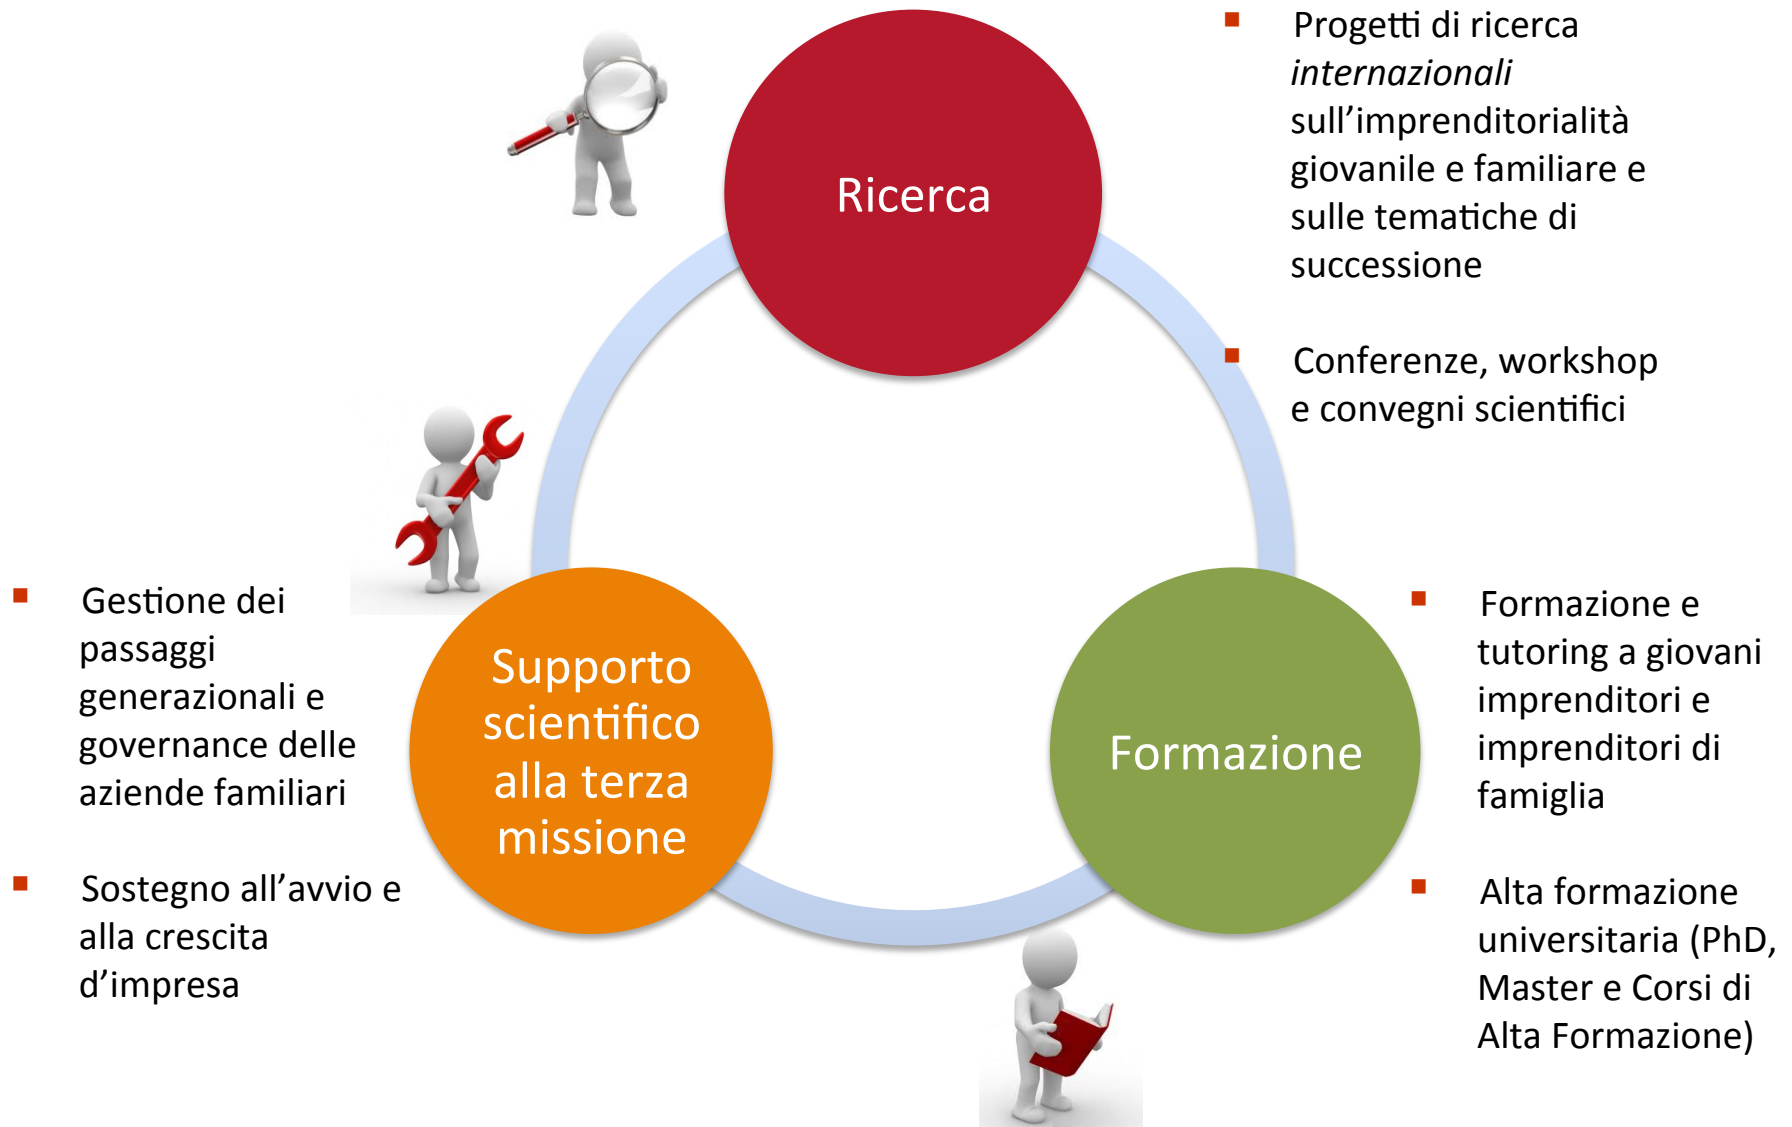 Ricerca
▪ Progetti di ricerca
internazionali
sull’imprenditorialità
giovanile e familiare e
sulle tematiche di
successione
▪ Conferenze, workshop
e convegni scientifici
Supporto
scientifico
alla terza
missione
▪ Gestione dei
passaggi
generazionali e
governance delle
aziende familiari
▪ Sostegno all’avvio e
alla crescita
d’impresa
Formazione
▪ Formazione e
tutoring a giovani
imprenditori e
imprenditori di
famiglia
▪ Alta formazione
universitaria (PhD,
Master e Corsi di
Alta Formazione)